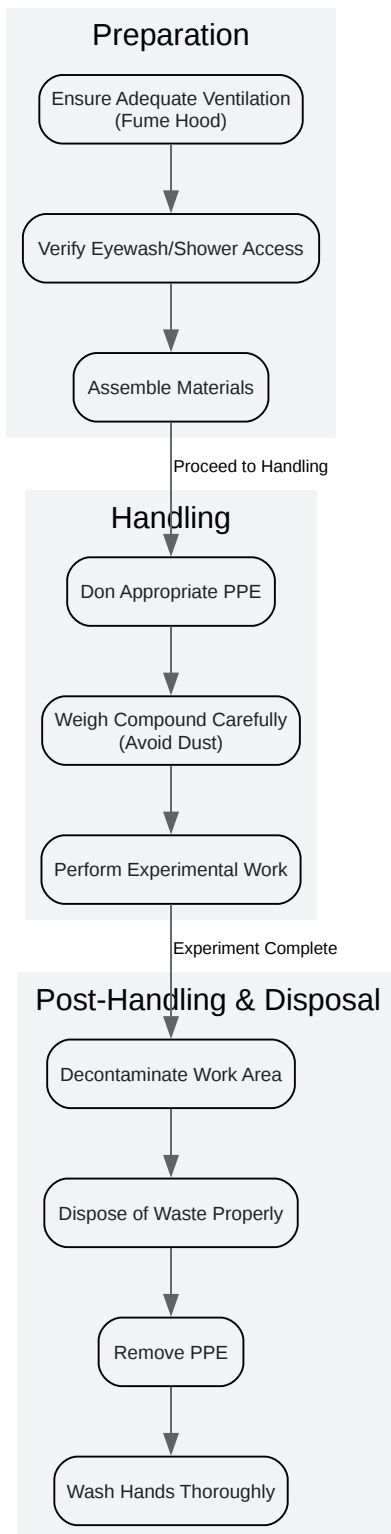 Preparation
Ensure Adequate Ventilation
(Fume Hood)
Verify Eyewash/Shower Access
Assemble Materials
Proceed to Handling
Handling
Don Appropriate PPE
Weigh Compound Carefully
(Avoid Dust)
Perform Experimental Work
Experiment Complete
Post-Handling & Disposal
Decontaminate Work Area
Dispose of Waste Properly
Remove PPE
Wash Hands Thoroughly